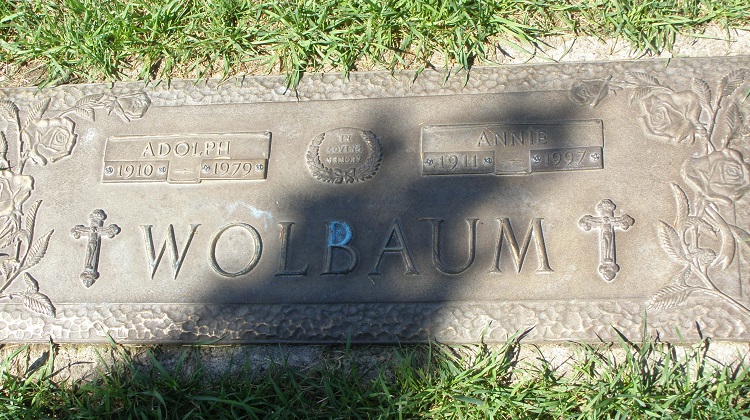 ADOLPH
1910 — 1979
IN
LOVING
MEMORY
ANNIE
1911 — 1997
WOLBAUM